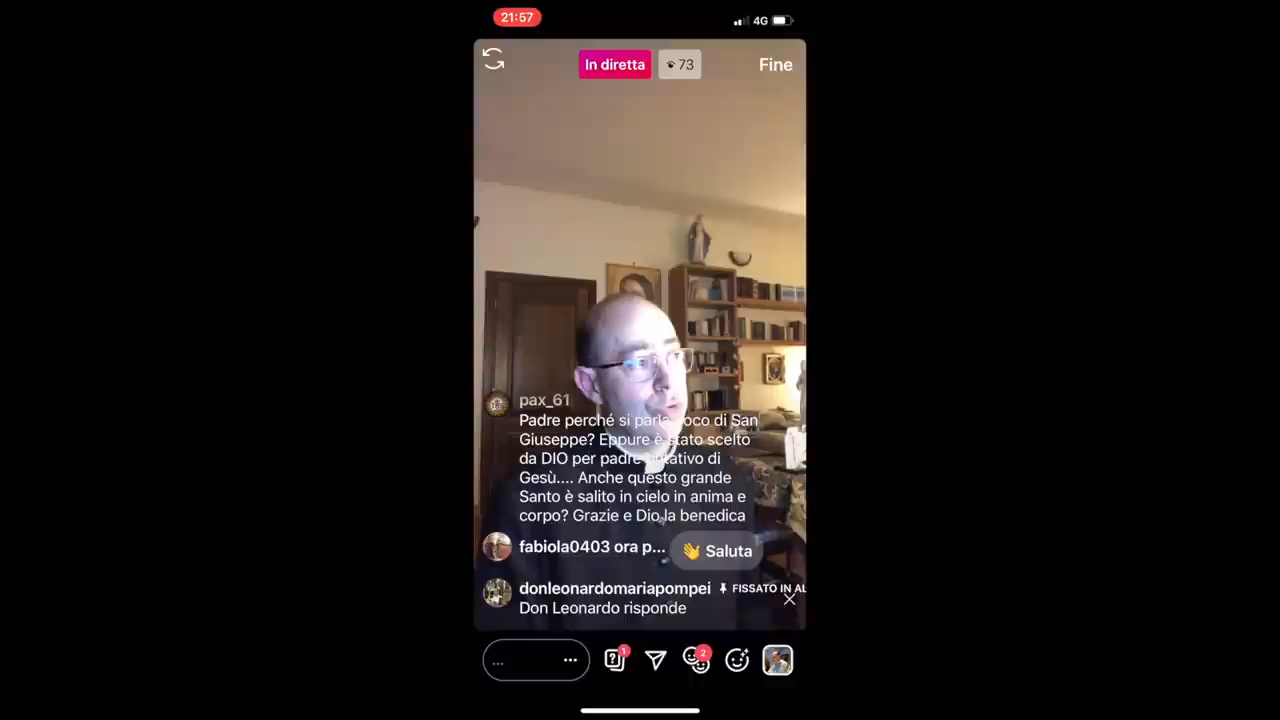 21:57
4G
In diretta
73
Fine
pax_61
Padre perché si parla poco di San
Giuseppe? Eppure è stato scelto
da DIO per padre putativo di
Gesù.... Anche questo grande
Santo è salito in cielo in anima e
corpo? Grazie e Dio la benedica
fabiola0403 ora p...
👋 Saluta
donleonardomariapompei FISSATO IN AL
Don Leonardo risponde
...
1
2